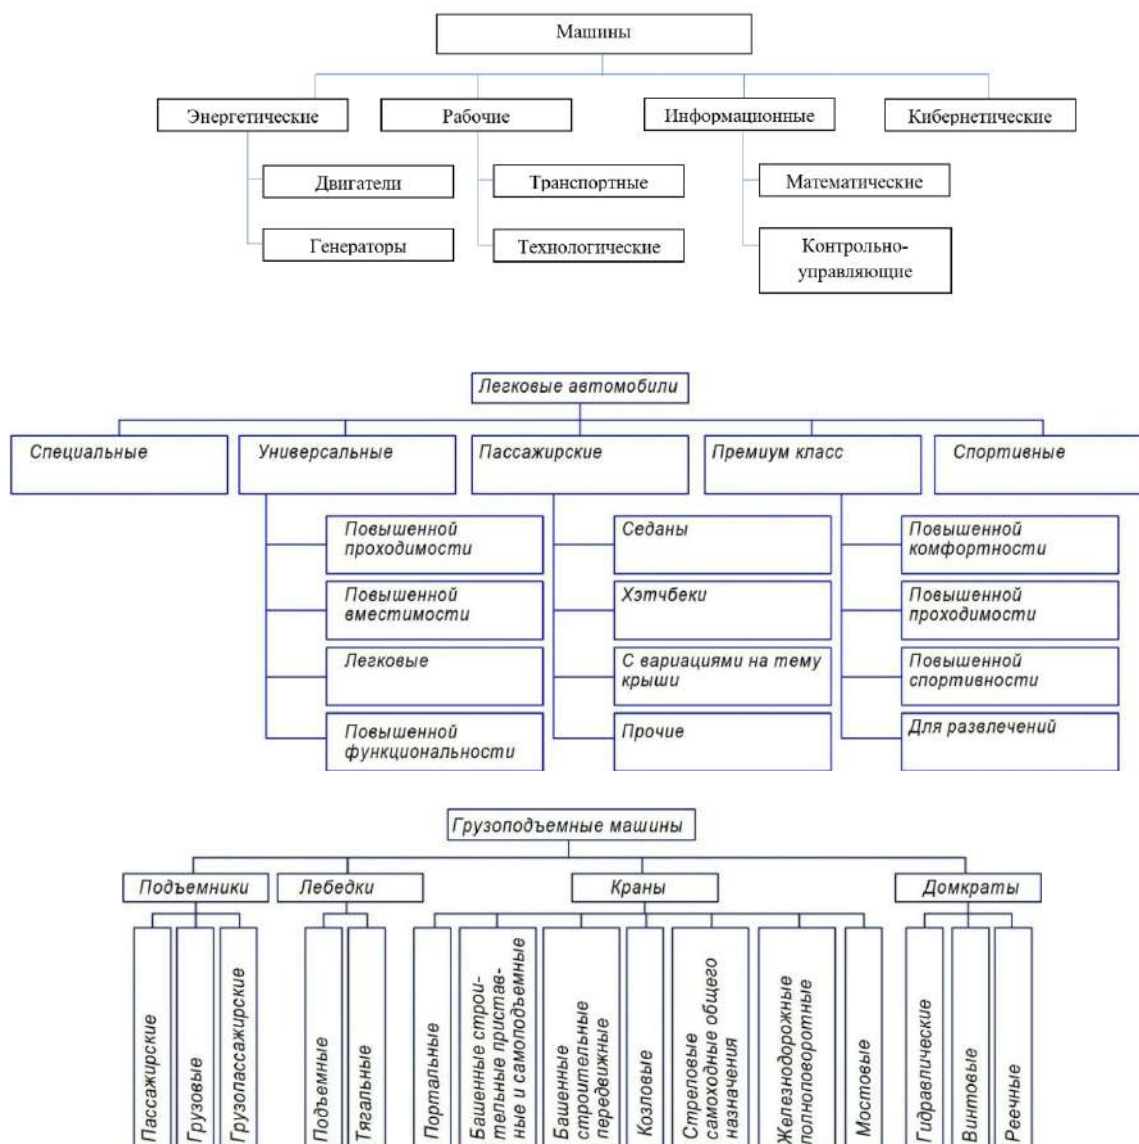 Машины
Энергетические
Рабочие
Информационные
Кибернетические
Двигатели
Транспортные
Математические
Генераторы
Технологические
Контрольно-
управляющие
Легковые автомобили
Специальные
Универсальные
Пассажирские
Премиум класс
Спортивные
Повышенной
проходимости
Седаны
Повышенной
комфортности
Повышенной
вместимости
Хэтчбеки
Повышенной
проходимости
Легковые
С вариациями на тему
крыши
Повышенной
спортивности
Повышенной
функциональности
Прочие
Для развлечений
Грузоподъемные машины
Подъемники
Лебедки
Краны
Домкраты
Пассажирские
Грузовые
Грузопассажирские
Подъемные
Тягальные
Портальные
Башенные строи-
тельные пристав-
ные и самоподъемные
Башенные
строительные
передвижные
Козловые
Стреловые
самоходные общего
назначения
Железнодорожные
полноповоротные
Мостовые
Гидравлические
Винтовые
Реечные